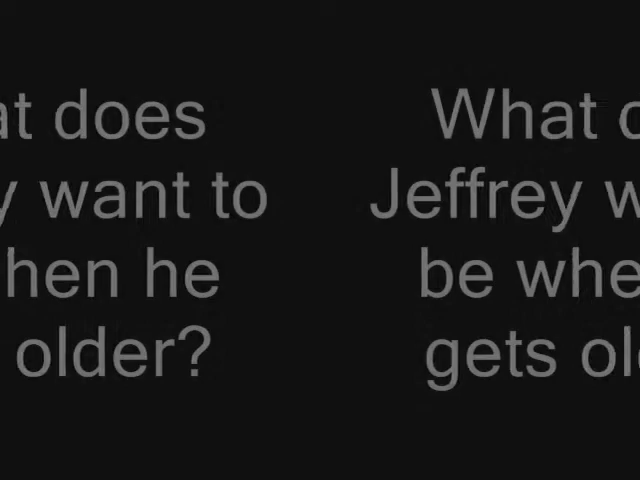 at does
y want to
hen he
older?
What
Jeffrey w
be whe
gets ol